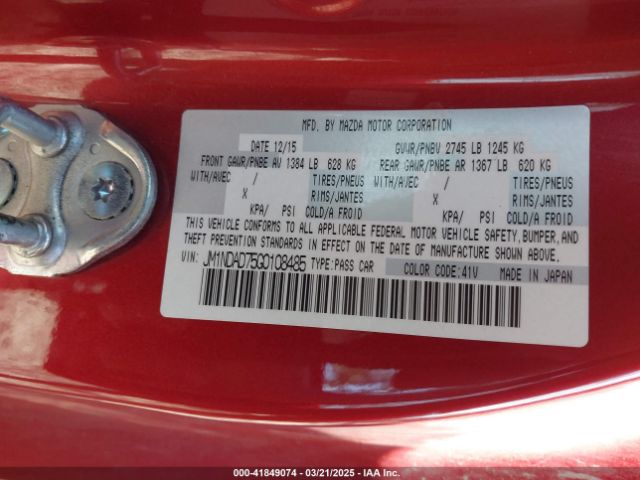 MFD. BY MAZDA MOTOR CORPORATION
DATE 12/15 GVWR/PNBV 2745 LB 1245 KG
FRONT GAWR/PNBE AV 1384 LB 628 KG REAR GAWR/PNBE AR 1367 LB 620 KG
WITH/AVEC / TIRES/PNEUS WITH/AVEC / TIRES/PNEUS
X RIMS/JANTES X RIMS/JANTES
KPA/ PSI COLD/A FROID KPA/ PSI COLD/A FROID
THIS VEHICLE CONFORMS TO ALL APPLICABLE FEDERAL MOTOR VEHICLE SAFETY, BUMPER, AND
THEFT PREVENTION STANDARDS IN EFFECT ON THE DATE OF MANUFACTURE SHOWN ABOVE.
VIN: JM1NDAD75G0108485 TYPE:PASS CAR COLOR CODE:41V MADE IN JAPAN
000-41849074 — 03/21/2025 — IAA Inc.